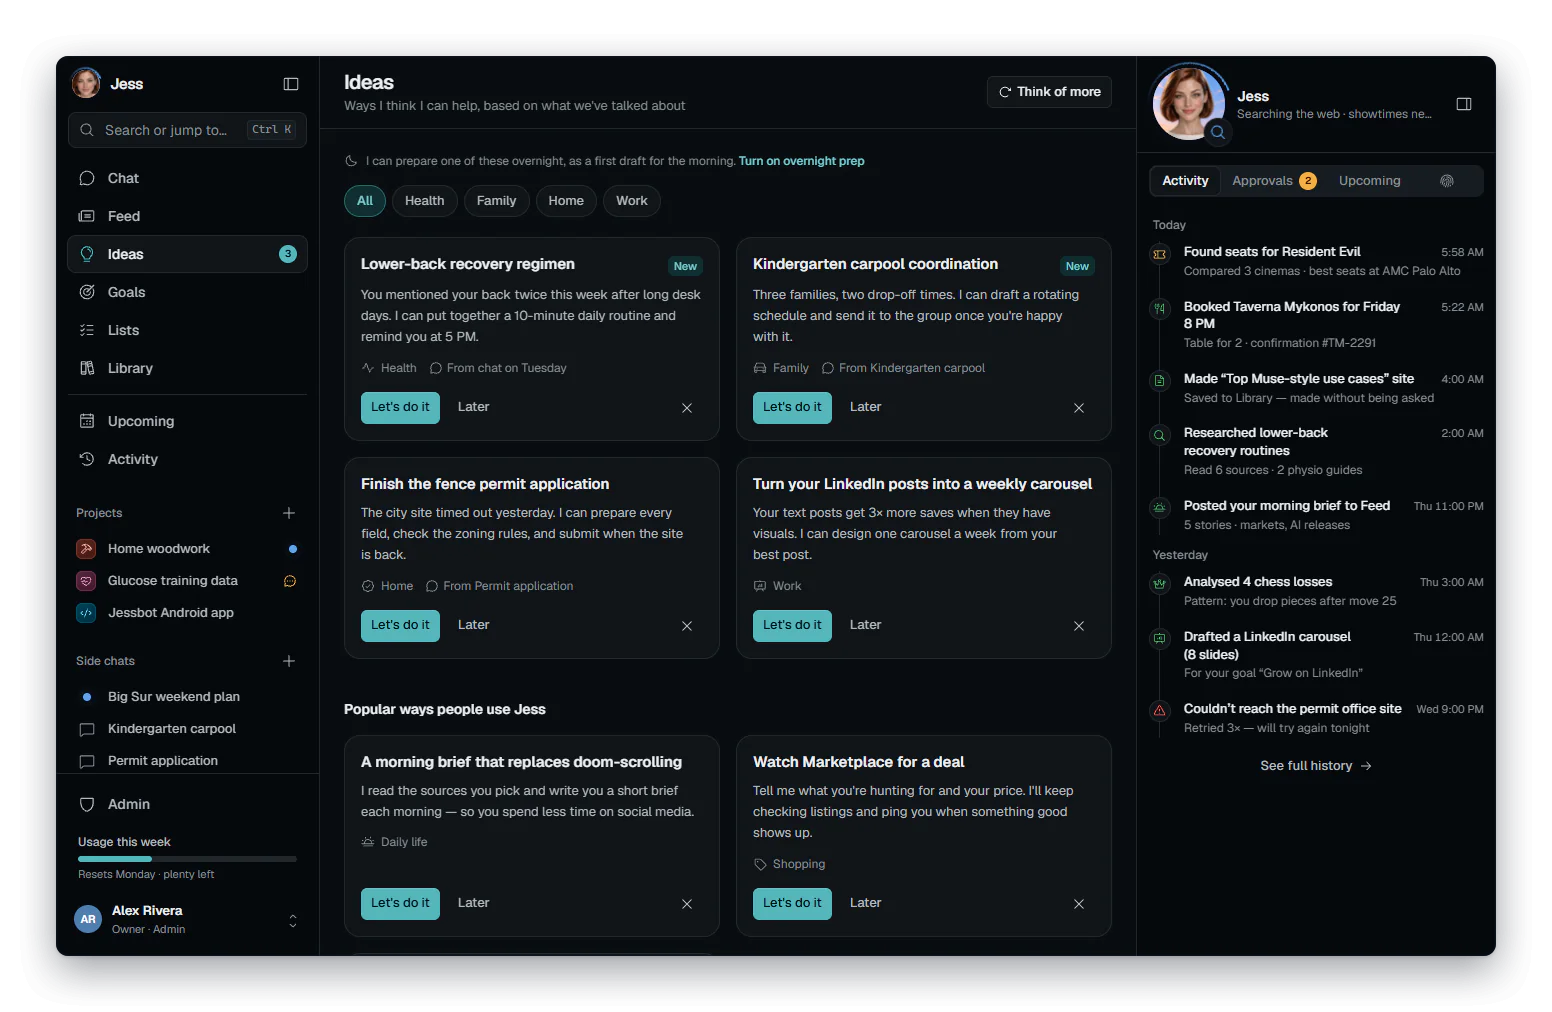 Jess
Search or jump to...
Ctrl K
Chat
Feed
Ideas
3
Goals
Lists
Library
Upcoming
Activity
Projects
Home woodwork
Glucose training data
Jessbot Android app
Side chats
Big Sur weekend plan
Kindergarten carpool
Permit application
Admin
Usage this week
Resets Monday · plenty left
AR
Alex Rivera
Owner · Admin
Ideas
Ways I think I can help, based on what we've talked about
Think of more
I can prepare one of these overnight, as a first draft for the morning. Turn on overnight prep
All
Health
Family
Home
Work
Lower-back recovery regimen
New
You mentioned your back twice this week after long desk
days. I can put together a 10-minute daily routine and
remind you at 5 PM.
Health
From chat on Tuesday
Let's do it
Later
Kindergarten carpool coordination
New
Three families, two drop-off times. I can draft a rotating
schedule and send it to the group once you're happy
with it.
Family
From Kindergarten carpool
Let's do it
Later
Finish the fence permit application
The city site timed out yesterday. I can prepare every
field, check the zoning rules, and submit when the site
is back.
Home
From Permit application
Let's do it
Later
Turn your LinkedIn posts into a weekly carousel
Your text posts get 3× more saves when they have
visuals. I can design one carousel a week from your
best post.
Work
Let's do it
Later
Popular ways people use Jess
A morning brief that replaces doom-scrolling
I read the sources you pick and write you a short brief
each morning — so you spend less time on social media.
Daily life
Let's do it
Later
Watch Marketplace for a deal
Tell me what you're hunting for and your price. I'll keep
checking listings and ping you when something good
shows up.
Shopping
Let's do it
Later
Jess
Searching the web · showtimes ne...
Activity
Approvals
2
Upcoming
Today
Found seats for Resident Evil
5:58 AM
Compared 3 cinemas · best seats at AMC Palo Alto
Booked Taverna Mykonos for Friday
8 PM
5:22 AM
Table for 2 · confirmation #TM-2291
Made “Top Muse-style use cases” site
4:00 AM
Saved to Library — made without being asked
Researched lower-back
recovery routines
2:00 AM
Read 6 sources · 2 physio guides
Posted your morning brief to Feed
Thu 11:00 PM
5 stories · markets, AI releases
Yesterday
Analysed 4 chess losses
Thu 3:00 AM
Pattern: you drop pieces after move 25
Drafted a LinkedIn carousel
(8 slides)
Thu 12:00 AM
For your goal “Grow on LinkedIn”
Couldn’t reach the permit office site
Wed 9:00 PM
Retried 3× — will try again tonight
See full history